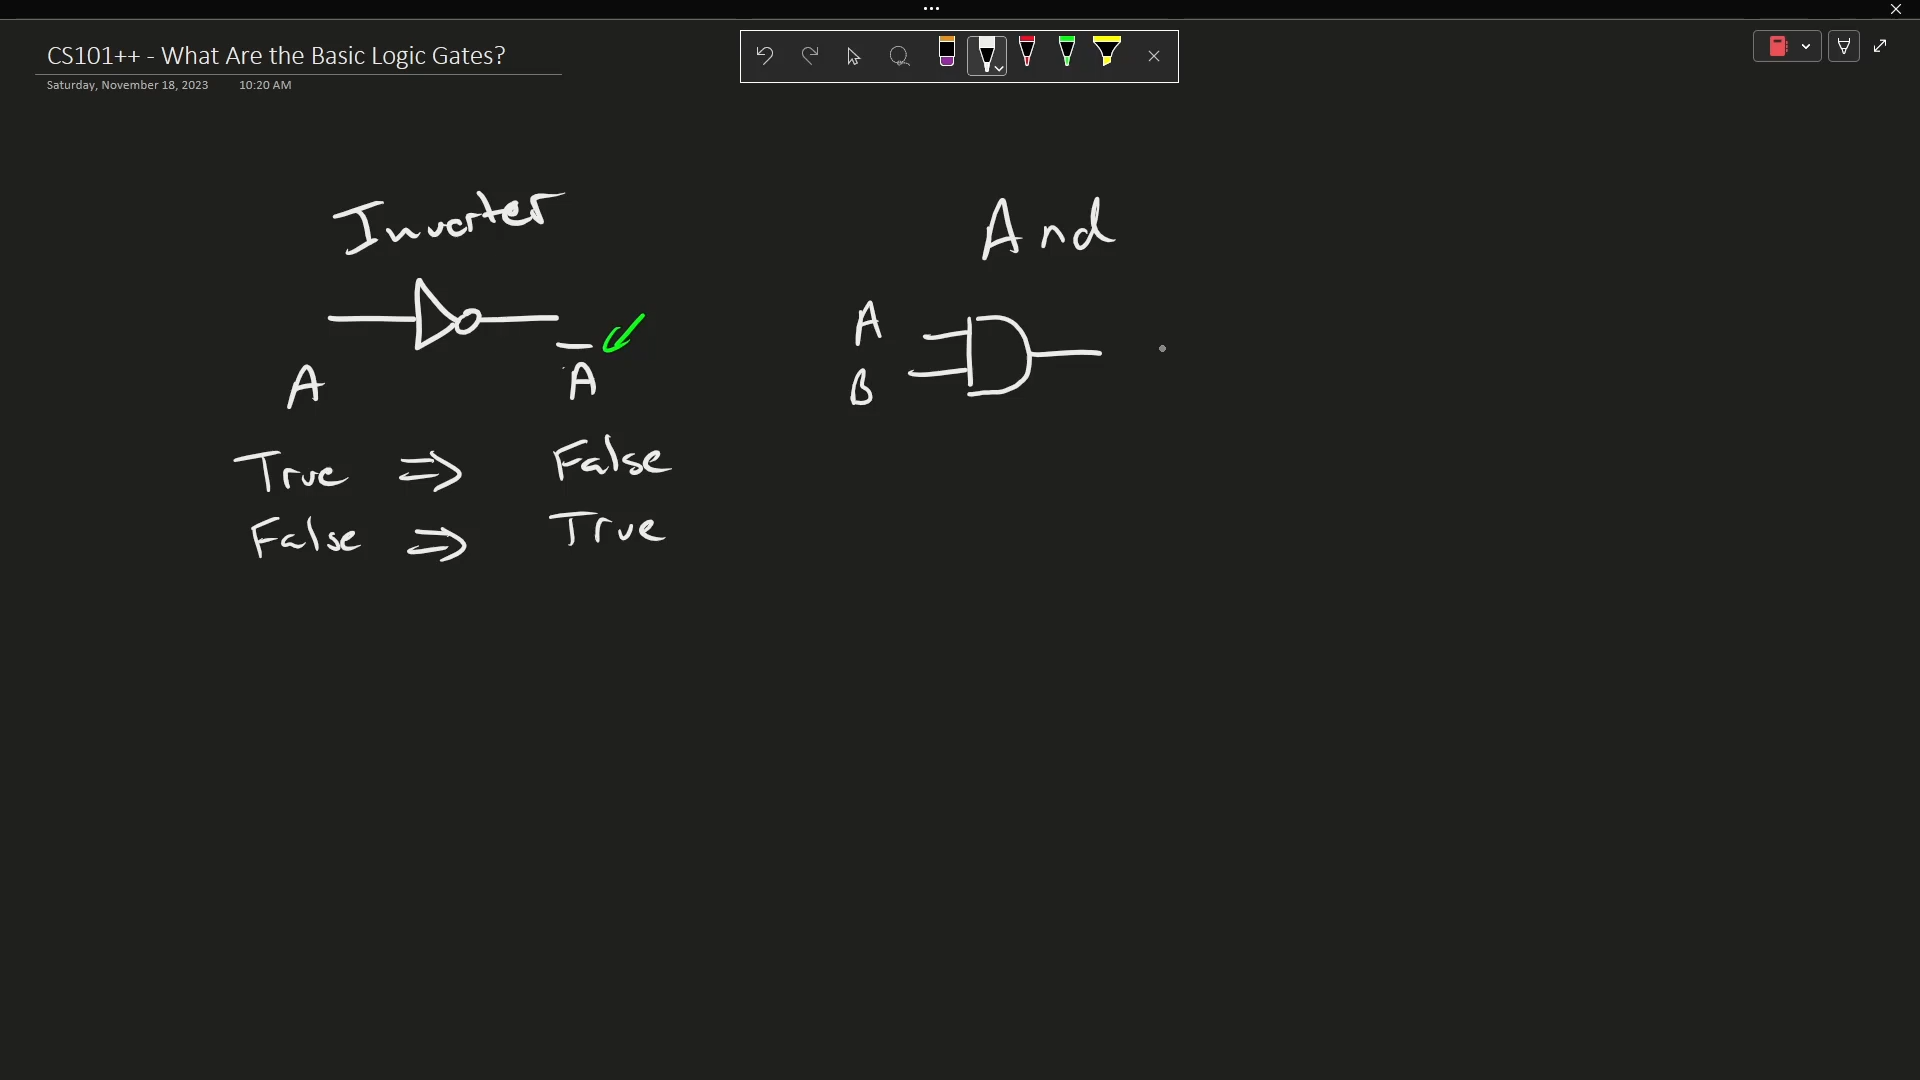 CS101++ - What Are the Basic Logic Gates?
Saturday, November 18, 2023 10:20 AM
Inverter
A
A̅
True ⇒ False
False ⇒ True
And
A
B